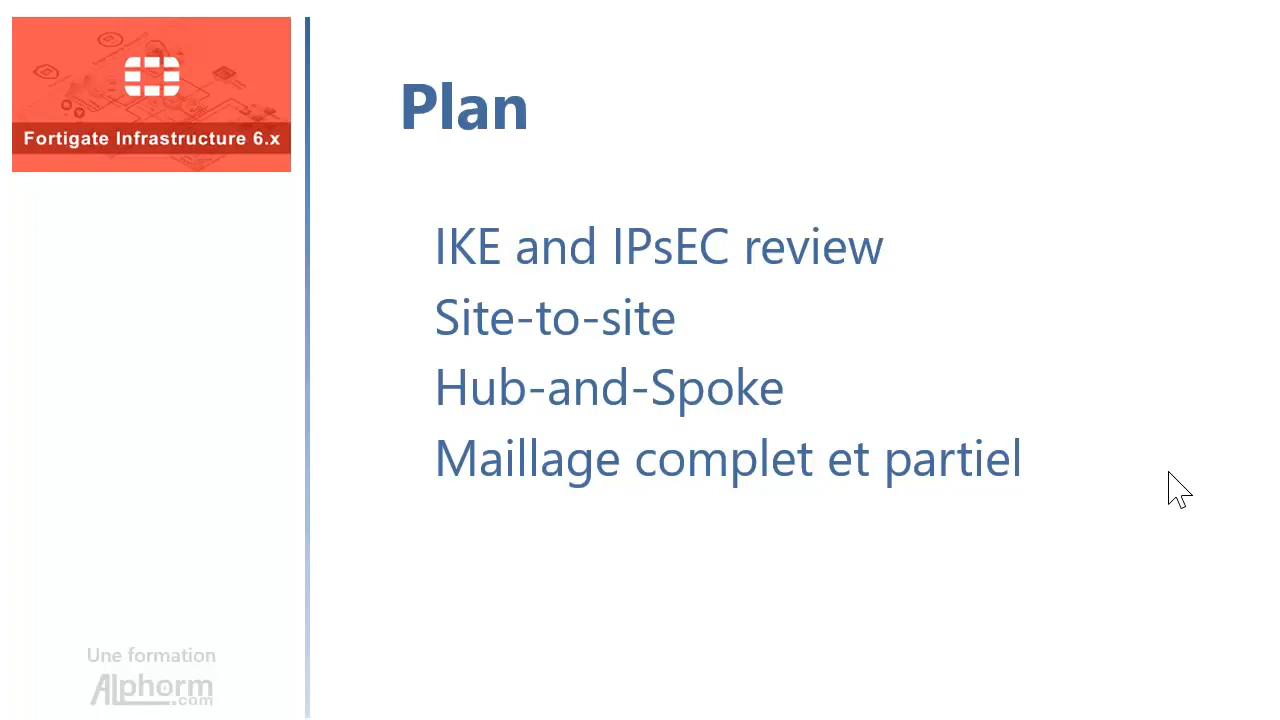 Fortigate Infrastructure 6.x
Plan
IKE and IPsEC review
Site-to-site
Hub-and-Spoke
Maillage complet et partiel
Une formation
Alphorm
.com